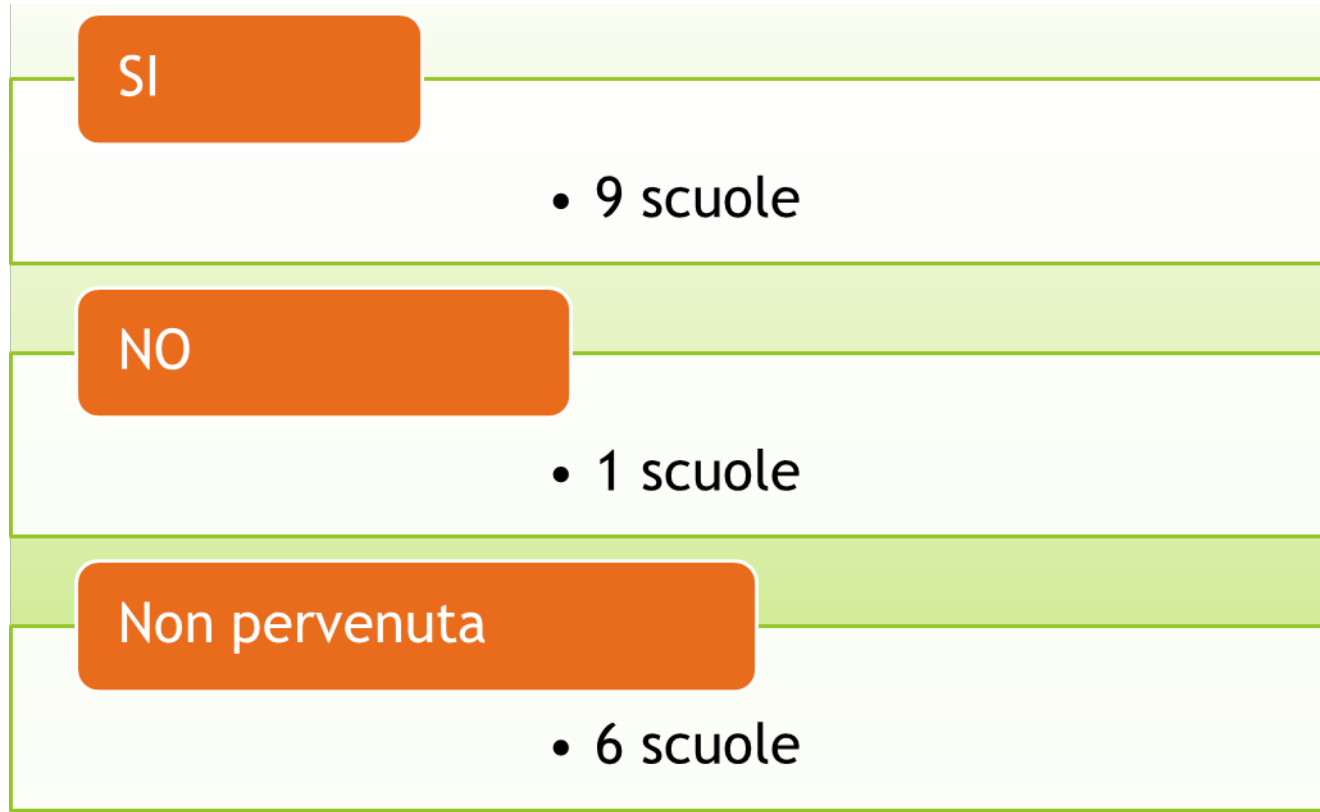 SI
• 9 scuole
NO
• 1 scuole
Non pervenuta
• 6 scuole